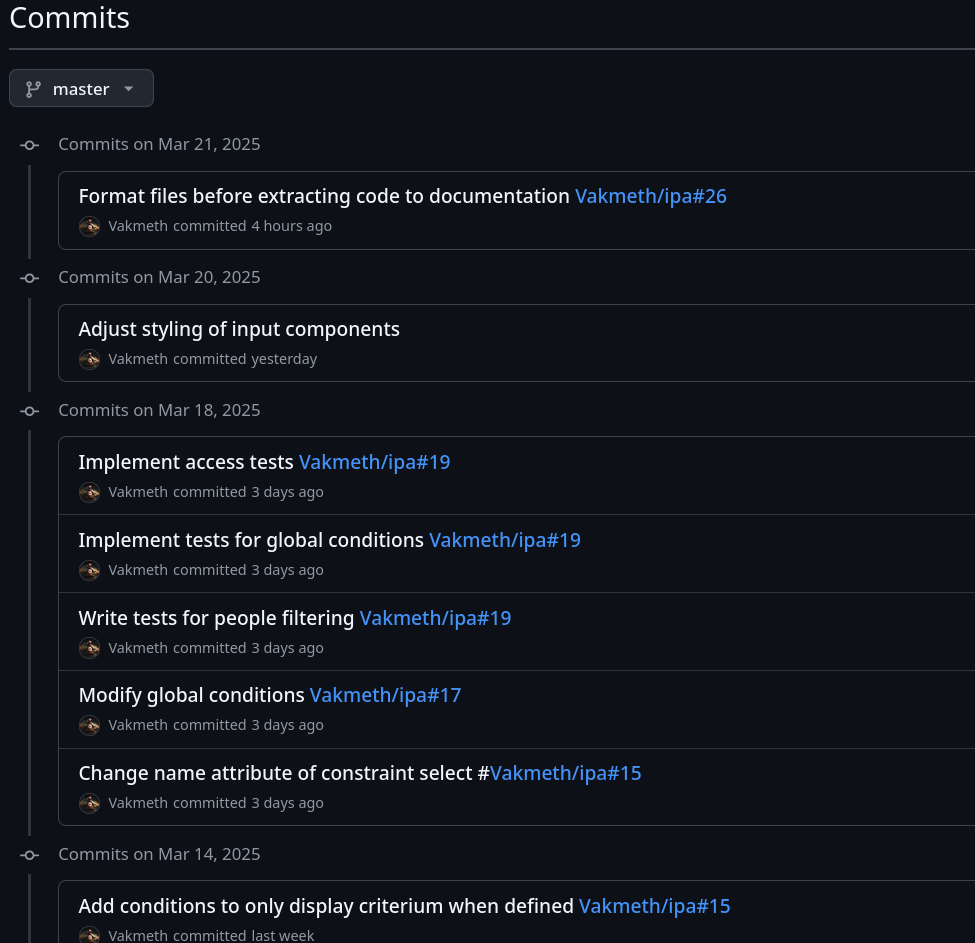 Commits
master
Commits on Mar 21, 2025
Format files before extracting code to documentation Vakmeth/ipa#26
Vakmeth committed 4 hours ago
Commits on Mar 20, 2025
Adjust styling of input components
Vakmeth committed yesterday
Commits on Mar 18, 2025
Implement access tests Vakmeth/ipa#19
Vakmeth committed 3 days ago
Implement tests for global conditions Vakmeth/ipa#19
Vakmeth committed 3 days ago
Write tests for people filtering Vakmeth/ipa#19
Vakmeth committed 3 days ago
Modify global conditions Vakmeth/ipa#17
Vakmeth committed 3 days ago
Change name attribute of constraint select #Vakmeth/ipa#15
Vakmeth committed 3 days ago
Commits on Mar 14, 2025
Add conditions to only display criterium when defined Vakmeth/ipa#15
Vakmeth committed last week